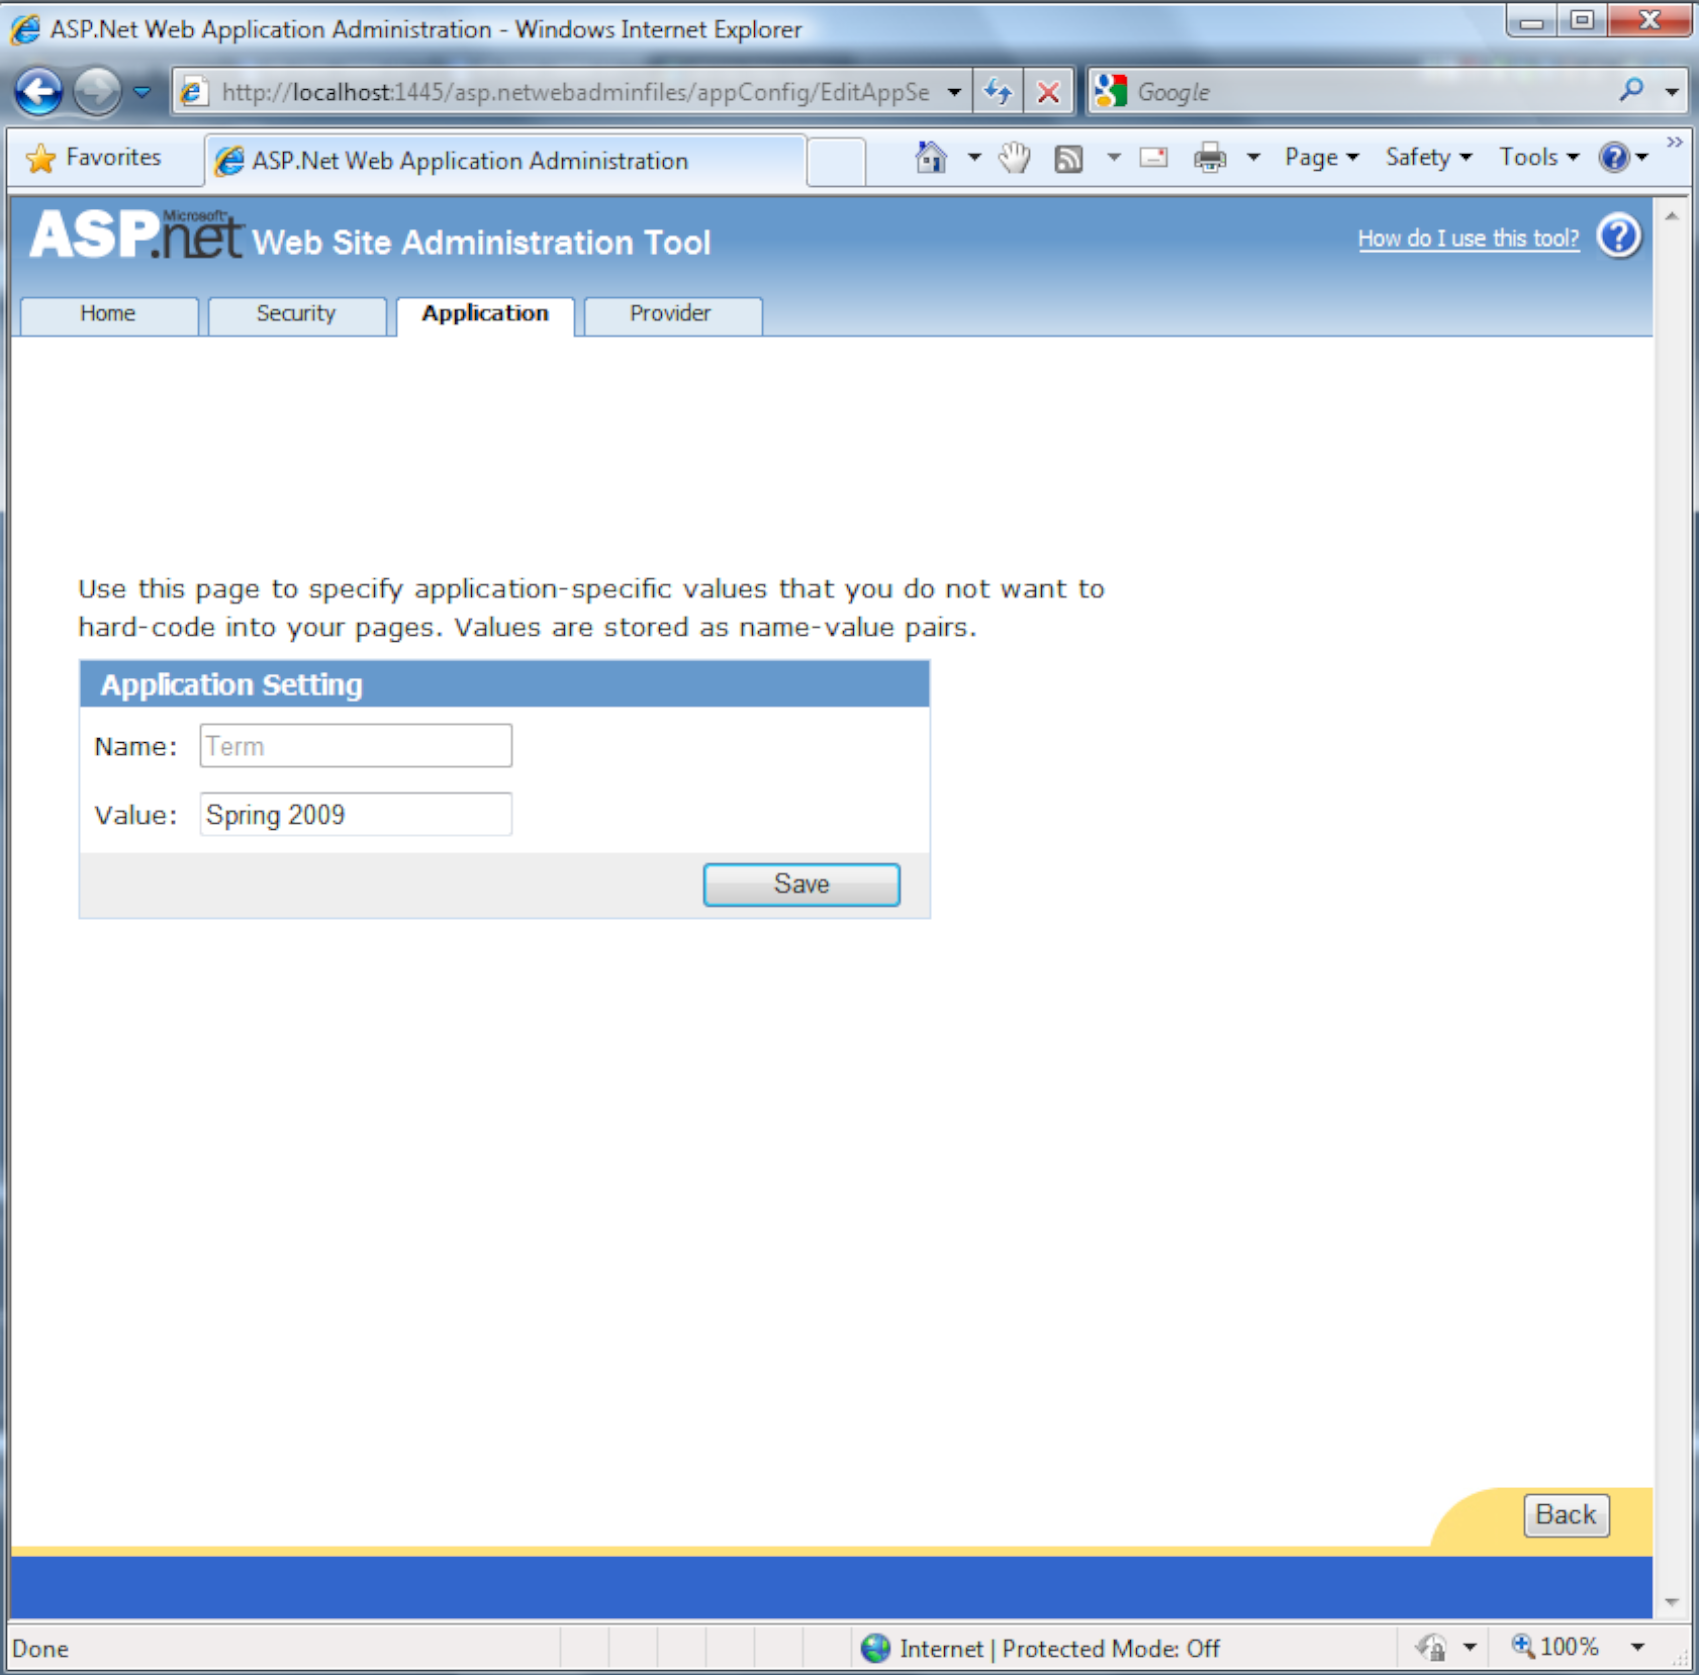 ASP.Net Web Application Administration - Windows Internet Explorer
http://localhost:1445/asp.netwebadminfiles/appConfig/EditAppSe
Google
Favorites
ASP.Net Web Application Administration
Page
Safety
Tools
»
Microsoft
ASP.net Web Site Administration Tool
How do I use this tool?
Home
Security
Application
Provider
Use this page to specify application-specific values that you do not want to
hard-code into your pages. Values are stored as name-value pairs.
Application Setting
Name: Term
Value: Spring 2009
Save
Back
Done
Internet | Protected Mode: Off
100%